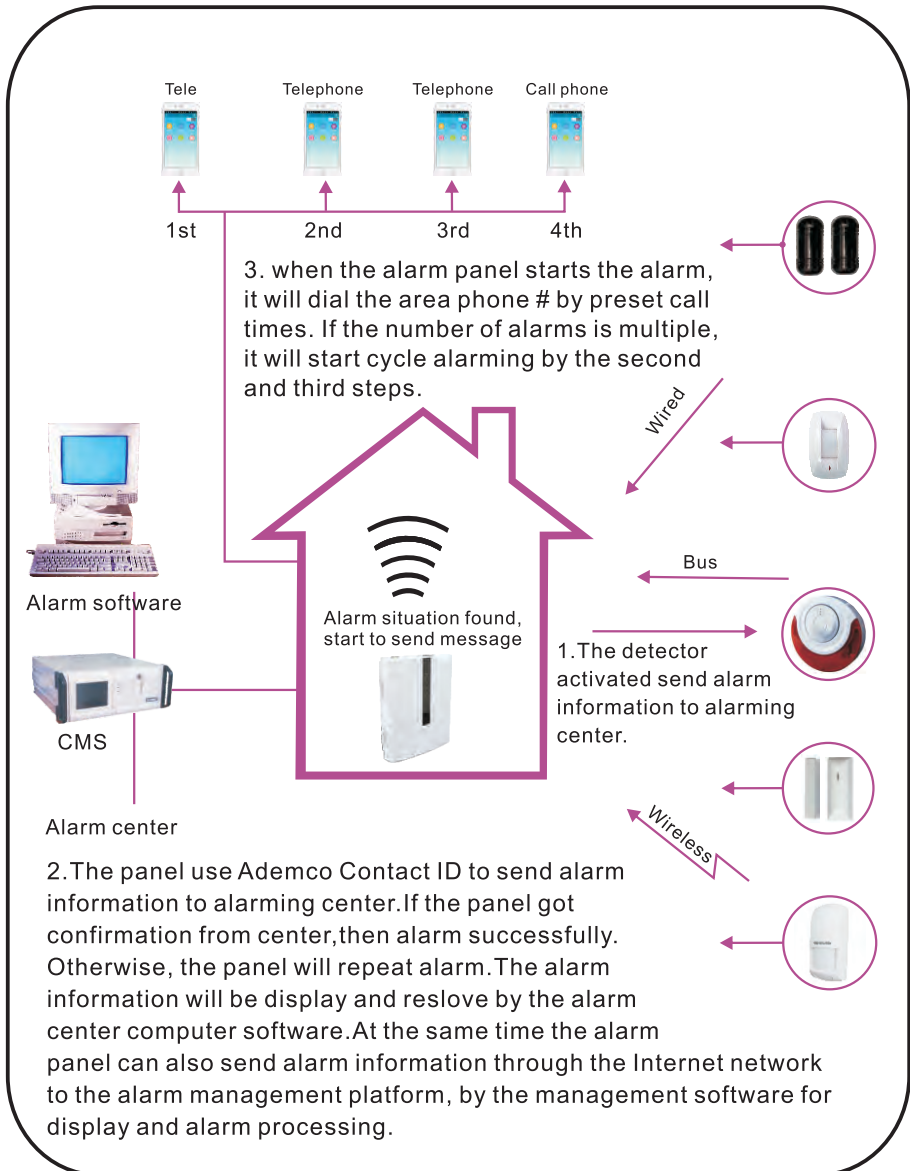 Tele
Telephone
Telephone
Call phone
1st
2nd
3rd
4th
3. when the alarm panel starts the alarm,
it will dial the area phone # by preset call
times. If the number of alarms is multiple,
it will start cycle alarming by the second
and third steps.
Wired
Bus
Alarm software
Alarm situation found,
start to send message
1.The detector
activated send alarm
information to alarming
center.
CMS
Wireless
Alarm center
2.The panel use Ademco Contact ID to send alarm
information to alarming center.If the panel got
confirmation from center,then alarm successfully.
Otherwise, the panel will repeat alarm.The alarm
information will be display and reslove by the alarm
center computer software.At the same time the alarm
panel can also send alarm information through the Internet network
to the alarm management platform, by the management software for
display and alarm processing.